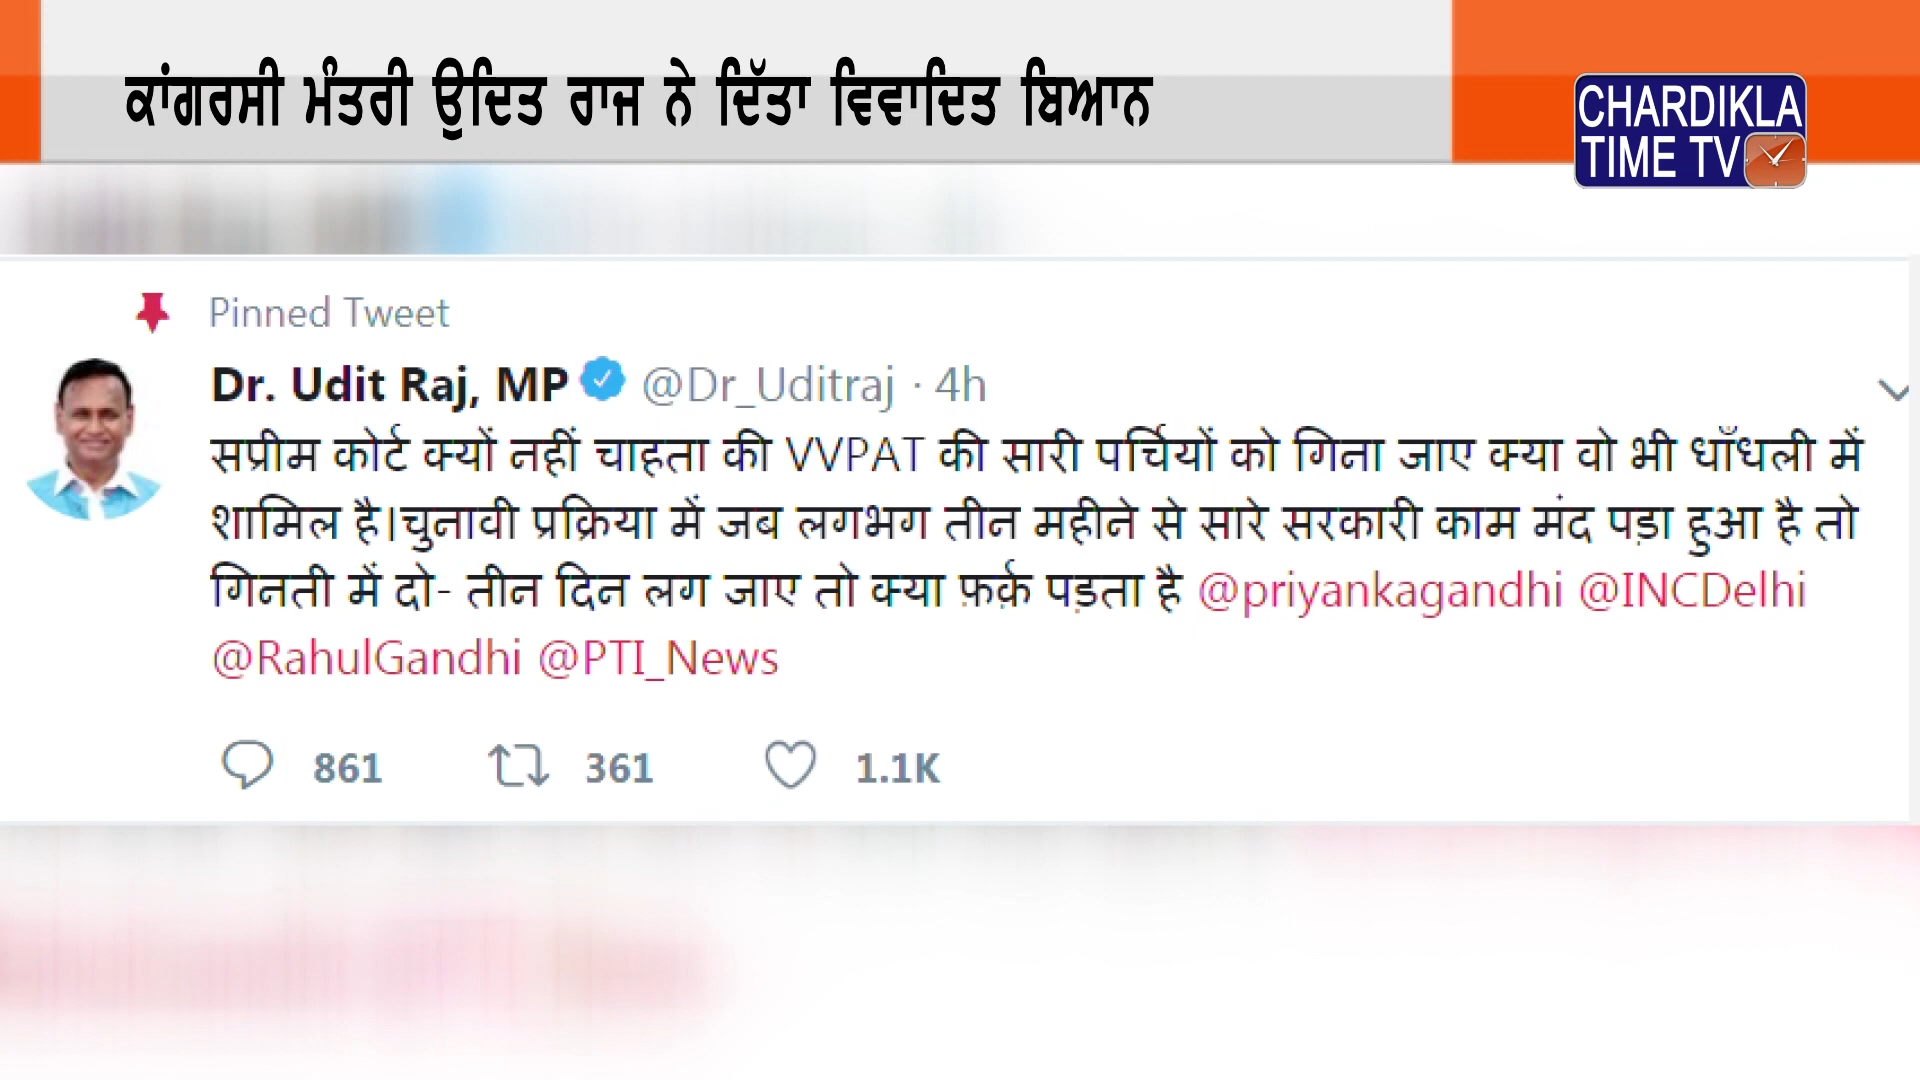 ਕਾਂਗਰਸੀ ਮੰਤਰੀ ਉਦਿਤ ਰਾਜ ਨੇ ਦਿੱਤਾ ਵਿਵਾਦਿਤ ਬਿਆਨ
CHARDIKLA
TIME TV
Pinned Tweet
Dr. Udit Raj, MP @Dr_Uditraj · 4h
सप्रीम कोर्ट क्यों नहीं चाहता की VVPAT की सारी पर्चियों को गिना जाए क्या वो भी धाँधली में
शामिल है।चुनावी प्रक्रिया में जब लगभग तीन महीने से सारे सरकारी काम मंद पड़ा हुआ है तो
गिनती में दो- तीन दिन लग जाए तो क्या फ़र्क़ पड़ता है @priyankagandhi @INCDelhi
@RahulGandhi @PTI_News
861 361 1.1K